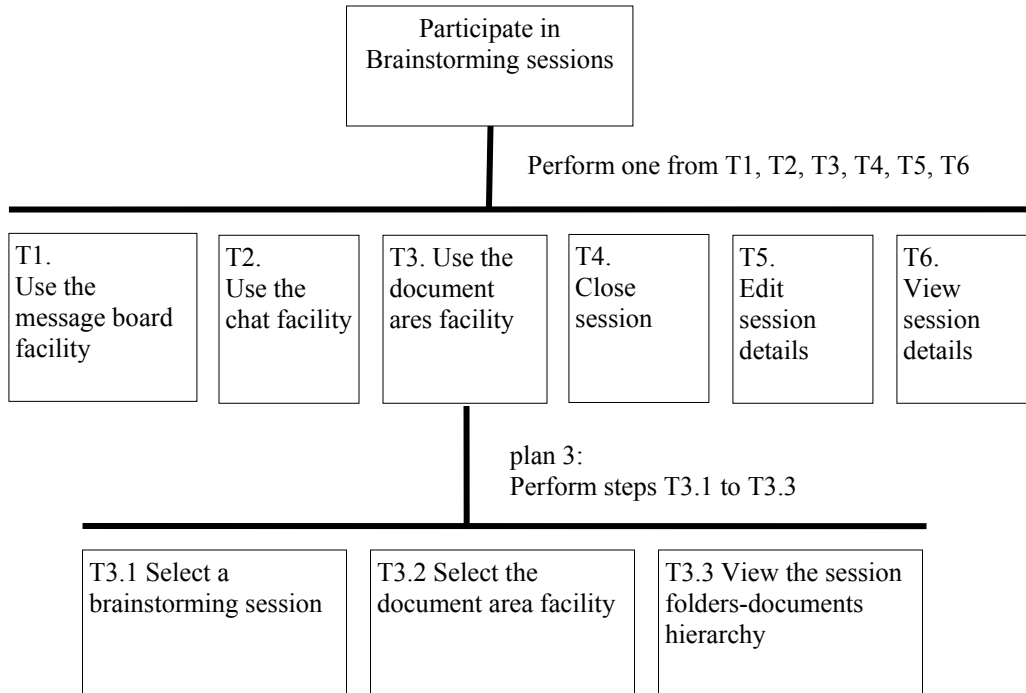 Participate in
Brainstorming sessions
Perform one from T1, T2, T3, T4, T5, T6
T1.
Use the
message board
facility
T2.
Use the
chat facility
T3. Use the
document
ares facility
T4.
Close
session
T5.
Edit
session
details
T6.
View
session
details
plan 3:
Perform steps T3.1 to T3.3
T3.1 Select a
brainstorming session
T3.2 Select the
document area facility
T3.3 View the session
folders-documents
hierarchy